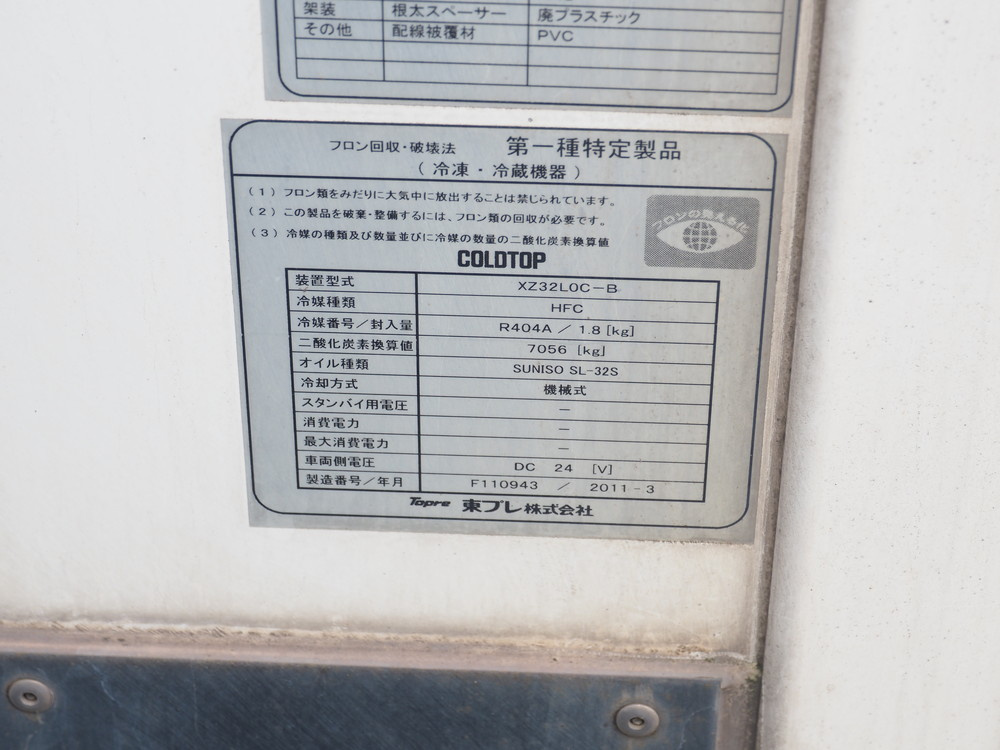 架装 根太スペーサー 廃プラスチック
その他 配線被覆材 PVC
フロン回収・破壊法 第一種特定製品
(冷凍・冷蔵機器)
(1) フロン類をみだりに大気中に放出することは禁じられています。
(2) この製品を破棄・整備するには、フロン類の回収が必要です。
(3) 冷媒の種類及び数量並びに冷媒の数量の二酸化炭素換算値
フロンの見える化
COLDTOP
装置型式 XZ32LOC-B
冷媒種類 HFC
冷媒番号/封入量 R404A / 1.8 [kg]
二酸化炭素換算値 7056 [kg]
オイル種類 SUNISO SL-32S
冷却方式 機械式
スタンバイ用電圧 —
消費電力 —
最大消費電力 —
車両側電圧 DC 24 [V]
製造番号/年月 F110943 / 2011-3
Topre 東プレ株式会社